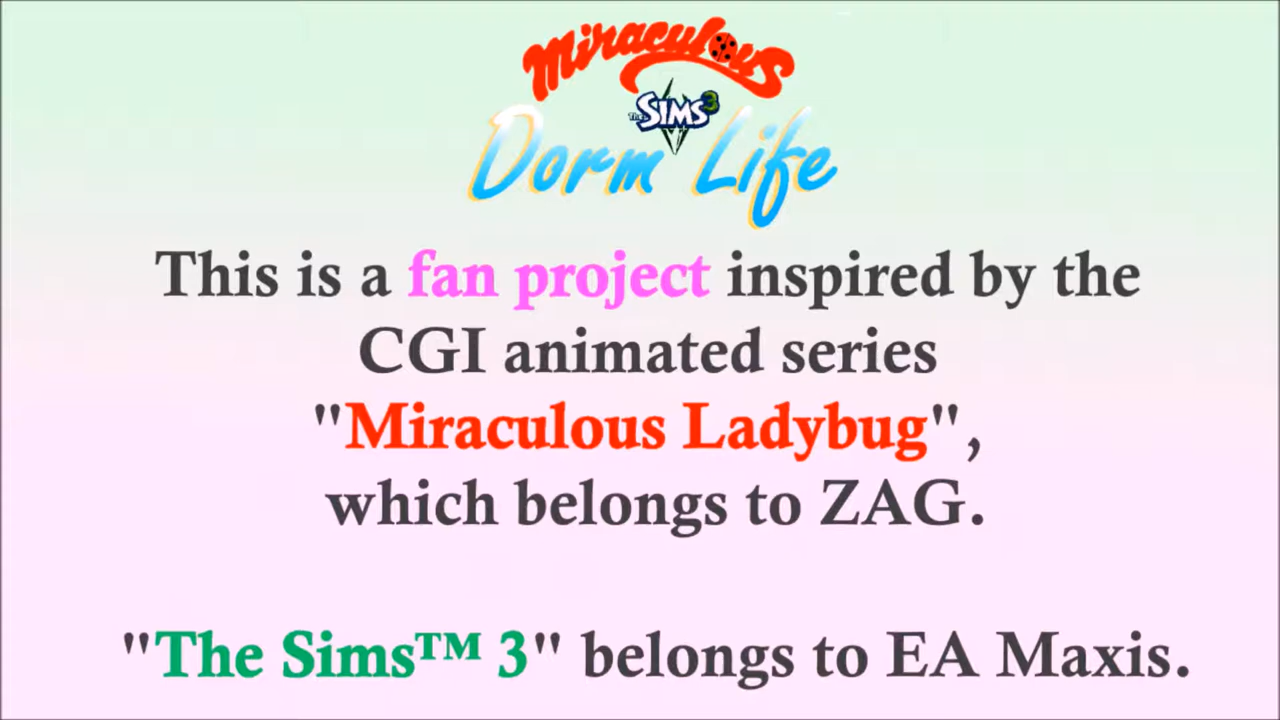 Miraculous
The SIMS 3
Dorm Life
This is a fan project inspired by the
CGI animated series
"Miraculous Ladybug",
which belongs to ZAG.
"The Sims™ 3" belongs to EA Maxis.